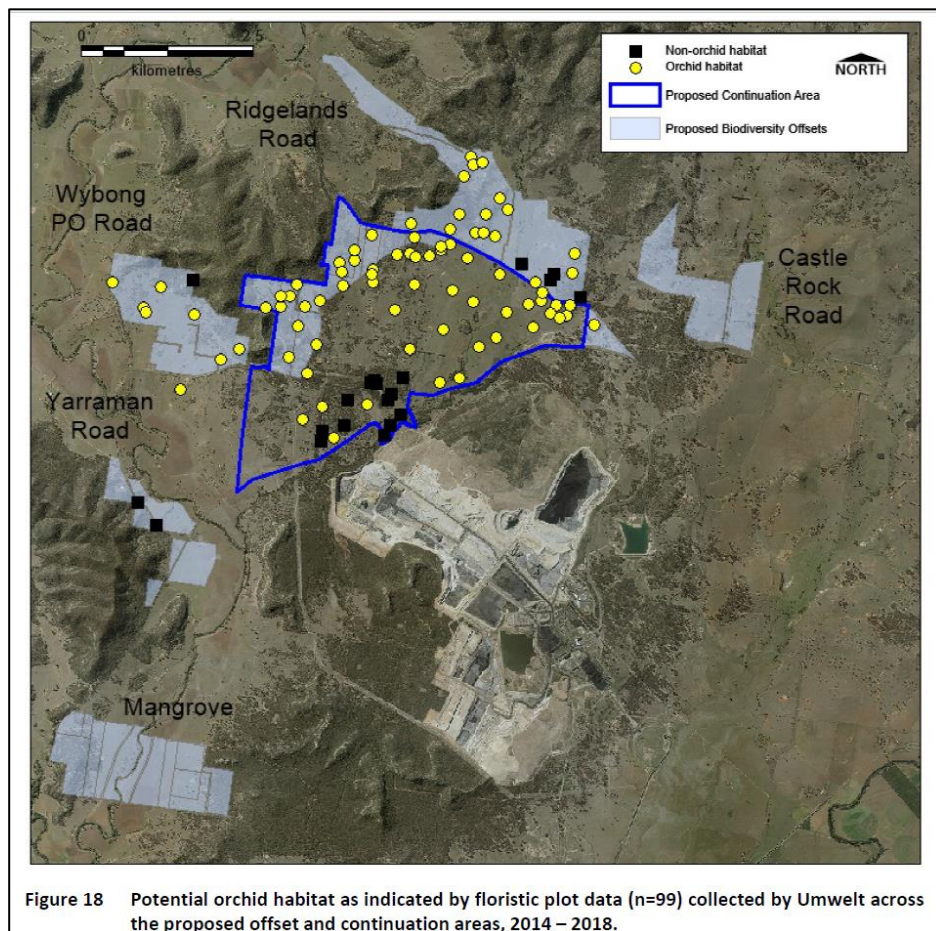 0 2.5
kilometres
Non-orchid habitat
Orchid habitat
NORTH
Proposed Continuation Area
Proposed Biodiversity Offsets
Ridgelands
Road
Wybong
PO Road
Castle
Rock
Road
Yarraman
Road
Mangrove
Figure 18 Potential orchid habitat as indicated by floristic plot data (n=99) collected by Umwelt across
the proposed offset and continuation areas, 2014 – 2018.